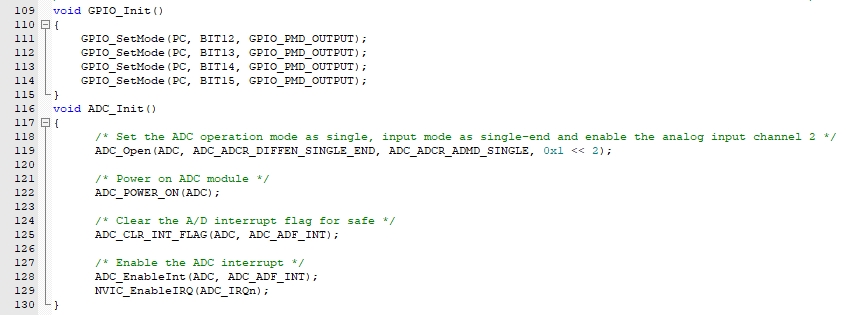 109 void GPIO_Init()
110 {
111 GPIO_SetMode(PC, BIT12, GPIO_PMD_OUTPUT);
112 GPIO_SetMode(PC, BIT13, GPIO_PMD_OUTPUT);
113 GPIO_SetMode(PC, BIT14, GPIO_PMD_OUTPUT);
114 GPIO_SetMode(PC, BIT15, GPIO_PMD_OUTPUT);
115 }
116 void ADC_Init()
117 {
118 /* Set the ADC operation mode as single, input mode as single-end and enable the analog input channel 2 */
119 ADC_Open(ADC, ADC_ADCR_DIFFEN_SINGLE_END, ADC_ADCR_ADMD_SINGLE, 0x1 << 2);
120
121 /* Power on ADC module */
122 ADC_POWER_ON(ADC);
123
124 /* Clear the A/D interrupt flag for safe */
125 ADC_CLR_INT_FLAG(ADC, ADC_ADF_INT);
126
127 /* Enable the ADC interrupt */
128 ADC_EnableInt(ADC, ADC_ADF_INT);
129 NVIC_EnableIRQ(ADC_IRQn);
130 }